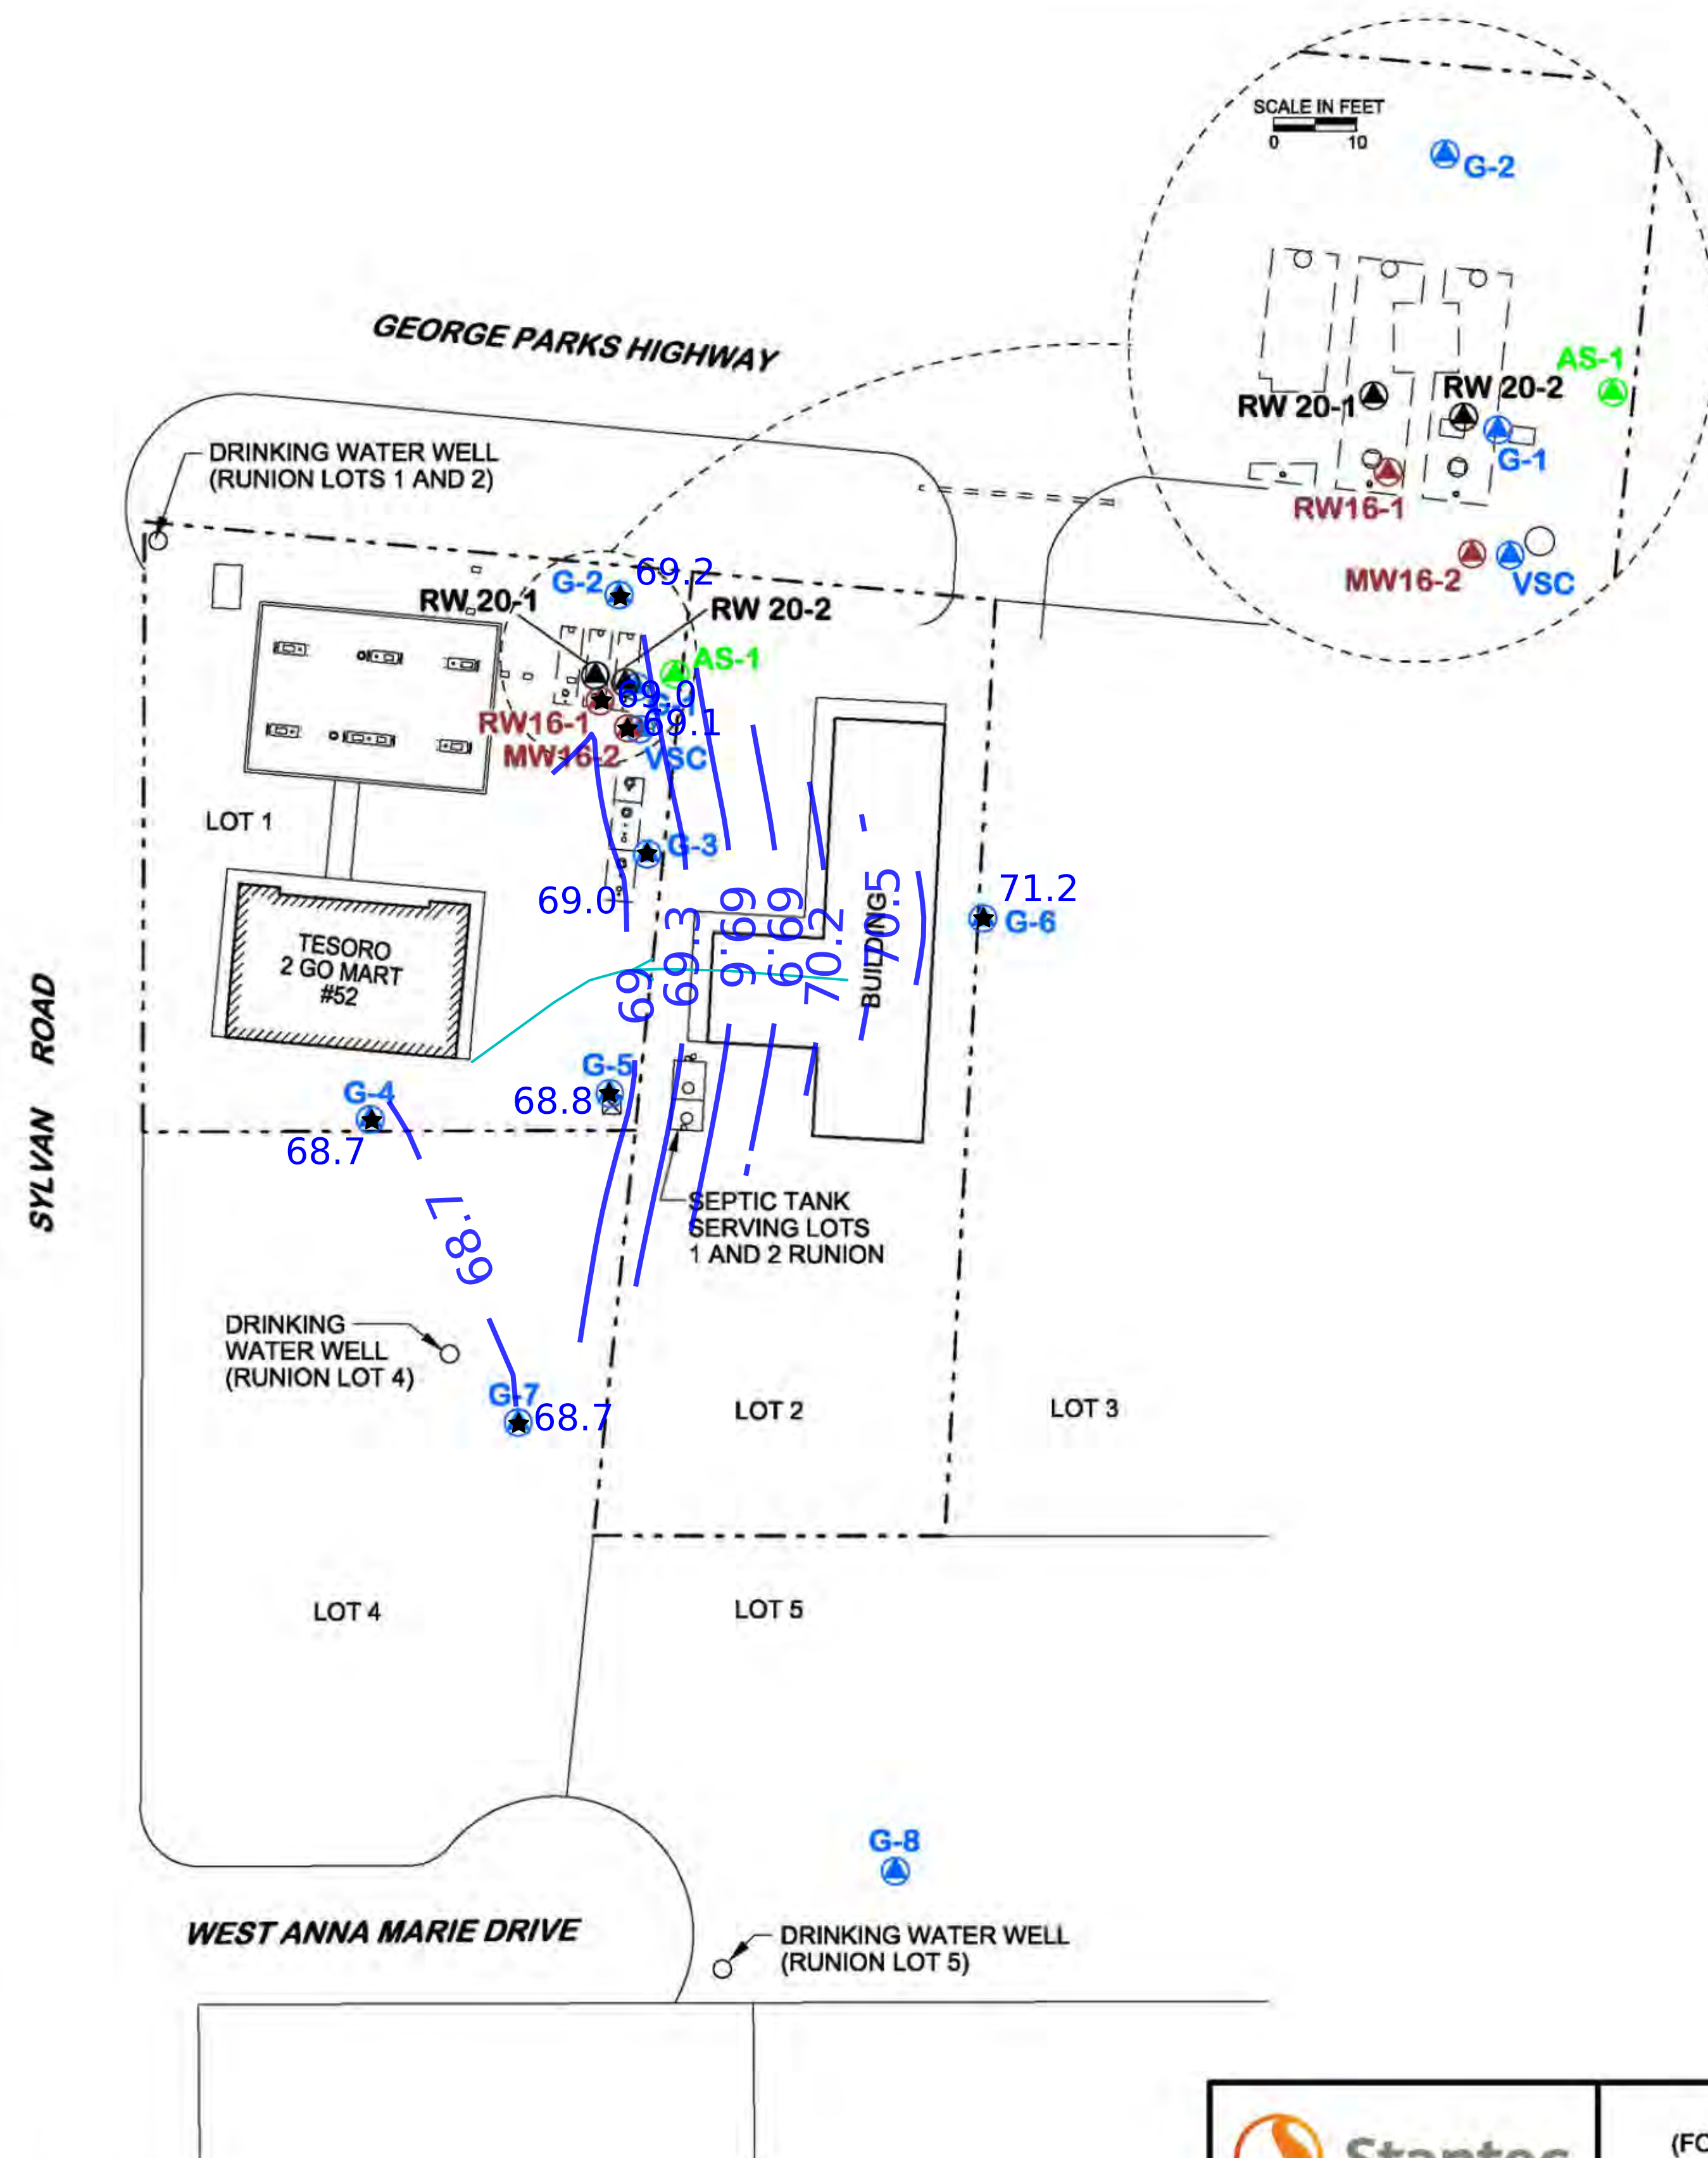 SCALE IN FEET
0 10
G-2
AS-1
RW 20-1
RW 20-2
G-1
RW16-1
MW16-2
VSC
GEORGE PARKS HIGHWAY
DRINKING WATER WELL
(RUNION LOTS 1 AND 2)
G-2
69.2
RW 20-1
RW 20-2
AS-1
69.0
RW16-1
69.1
MW16-2
VSC
LOT 1
G-3
69.0
TESORO
2 GO MART
#52
69
69.3
69.6
69.9
70.2
70.5
BUILDING
71.2
G-6
SYLVAN ROAD
G-5
68.8
G-4
68.7
68.7
SEPTIC TANK
SERVING LOTS
1 AND 2 RUNION
DRINKING
WATER WELL
(RUNION LOT 4)
G-7
68.7
LOT 2
LOT 3
LOT 4
LOT 5
G-8
WEST ANNA MARIE DRIVE
DRINKING WATER WELL
(RUNION LOT 5)
Stantec
(FO